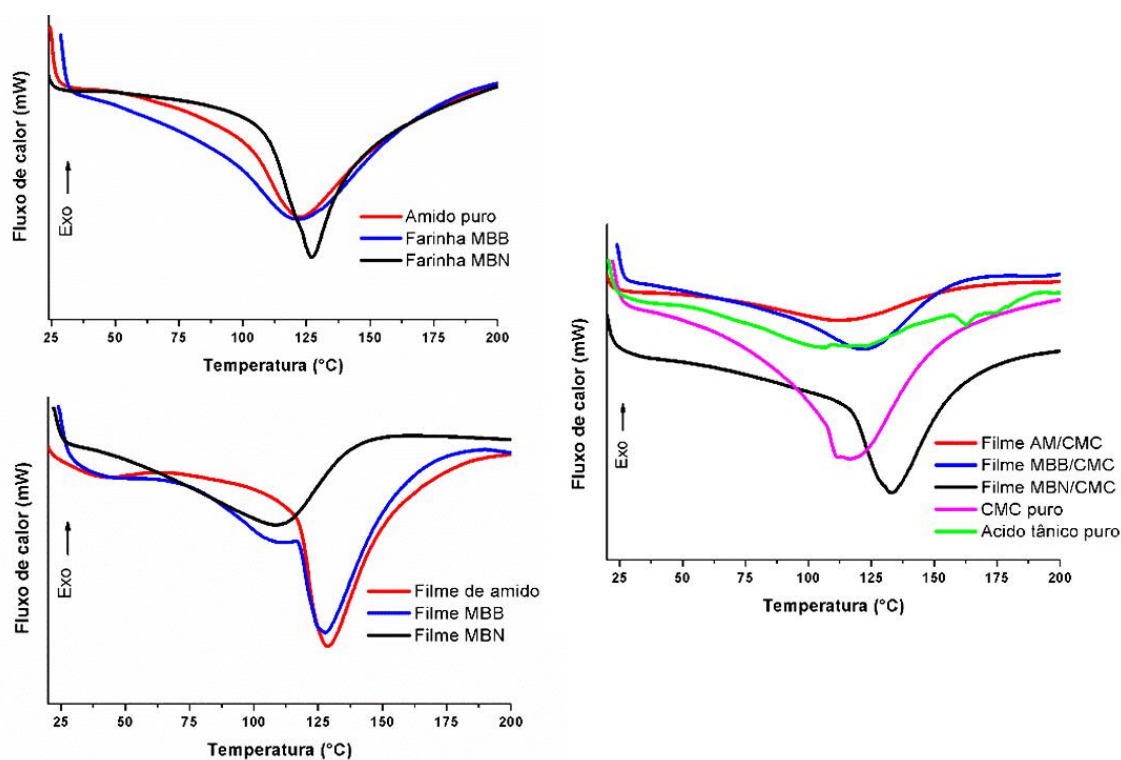 Fluxo de calor (mW)
Exo
Amido puro
Farinha MBB
Farinha MBN
25 50 75 100 125 150 175 200
Temperatura (°C)
Fluxo de calor (mW)
Exo
Filme de amido
Filme MBB
Filme MBN
25 50 75 100 125 150 175 200
Temperatura (°C)
Fluxo de calor (mW)
Exo
Filme AM/CMC
Filme MBB/CMC
Filme MBN/CMC
CMC puro
Acido tânico puro
25 50 75 100 125 150 175 200
Temperatura (°C)